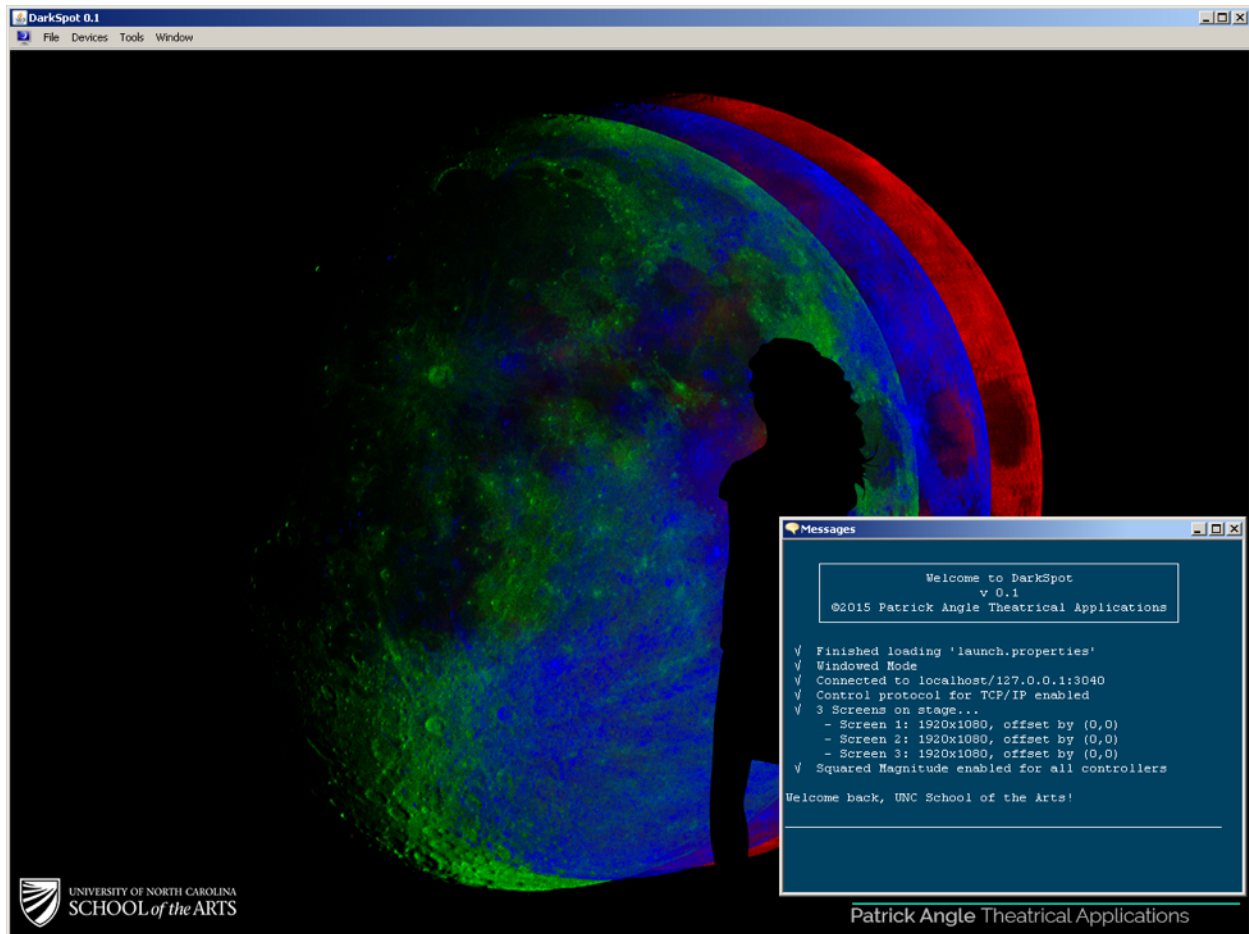 DarkSpot 0.1
File Devices Tools Window
Messages
Welcome to DarkSpot
v 0.1
©2015 Patrick Angle Theatrical Applications
√ Finished loading 'launch.properties'
√ Windowed Mode
√ Connected to localhost/127.0.0.1:3040
√ Control protocol for TCP/IP enabled
√ 3 Screens on stage...
– Screen 1: 1920x1080, offset by (0,0)
– Screen 2: 1920x1080, offset by (0,0)
– Screen 3: 1920x1080, offset by (0,0)
√ Squared Magnitude enabled for all controllers
Welcome back, UNC School of the Arts!
UNIVERSITY OF NORTH CAROLINA
SCHOOL of the ARTS
Patrick Angle Theatrical Applications